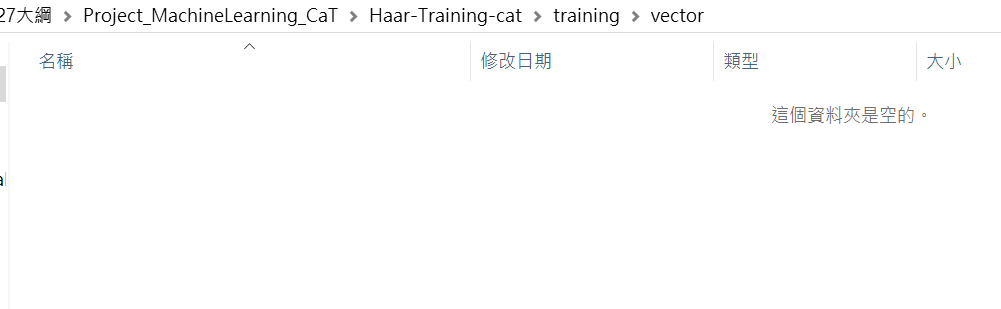 27大綱 > Project_MachineLearning_CaT > Haar-Training-cat > training > vector
名稱 修改日期 類型 大小
這個資料夾是空的。